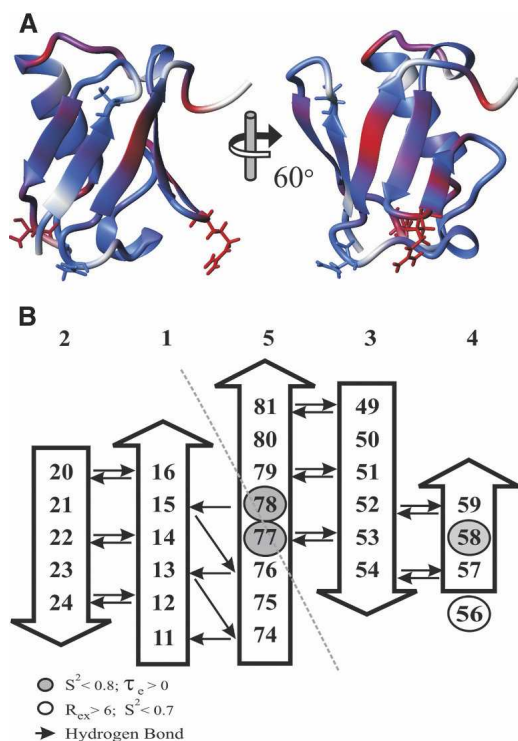 A
60°
B
2 1 5 3 4
81 49
80 50
20 16 79 51
21 15 78 52 59
22 14 77 53 58
23 13 76 54 57
24 12 75 56
11 74
S² < 0.8; τe > 0
Rex > 6; S² < 0.7
Hydrogen Bond